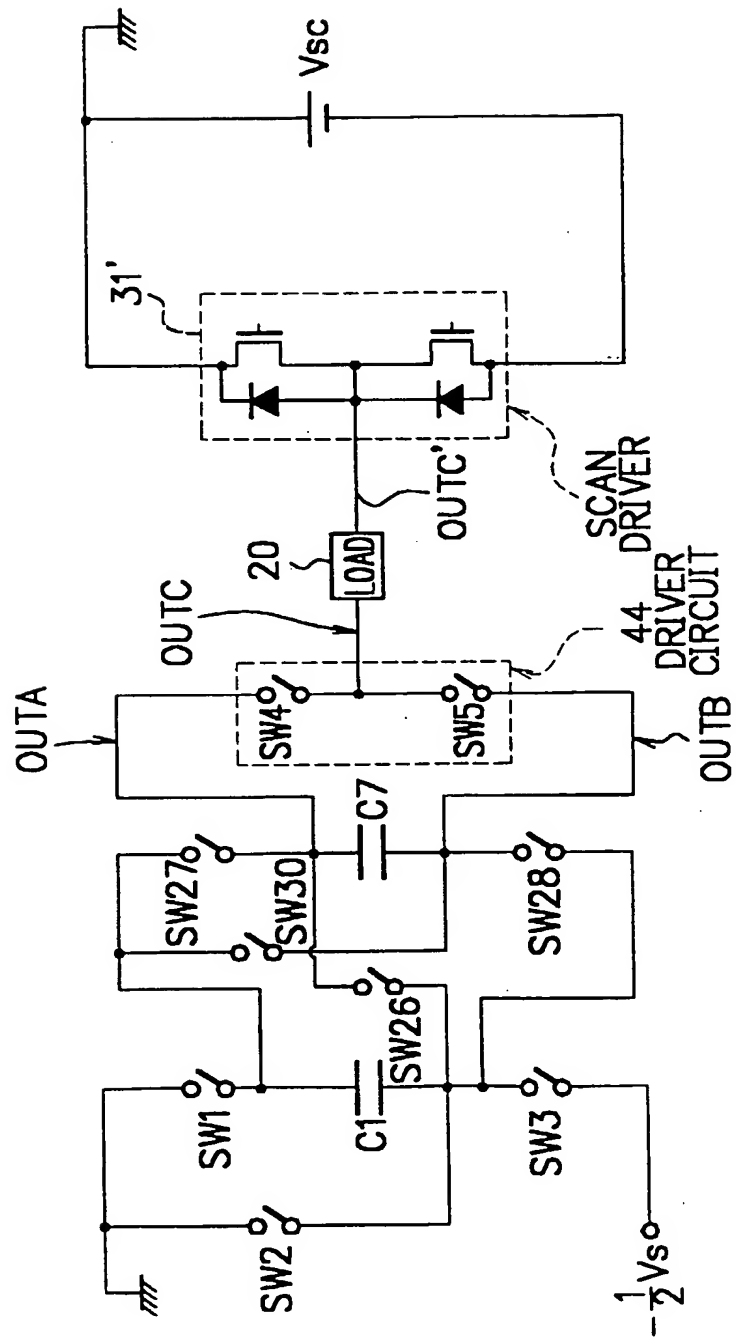 OUTA
SW27
SW30
SW1
SW2
C1
SW26
C7
SW4
SW5
SW28
SW3
-1/2Vs
OUTB
OUTC
20
LOAD
OUTC'
31'
Vsc
SCAN
DRIVER
44
DRIVER
CIRCUIT